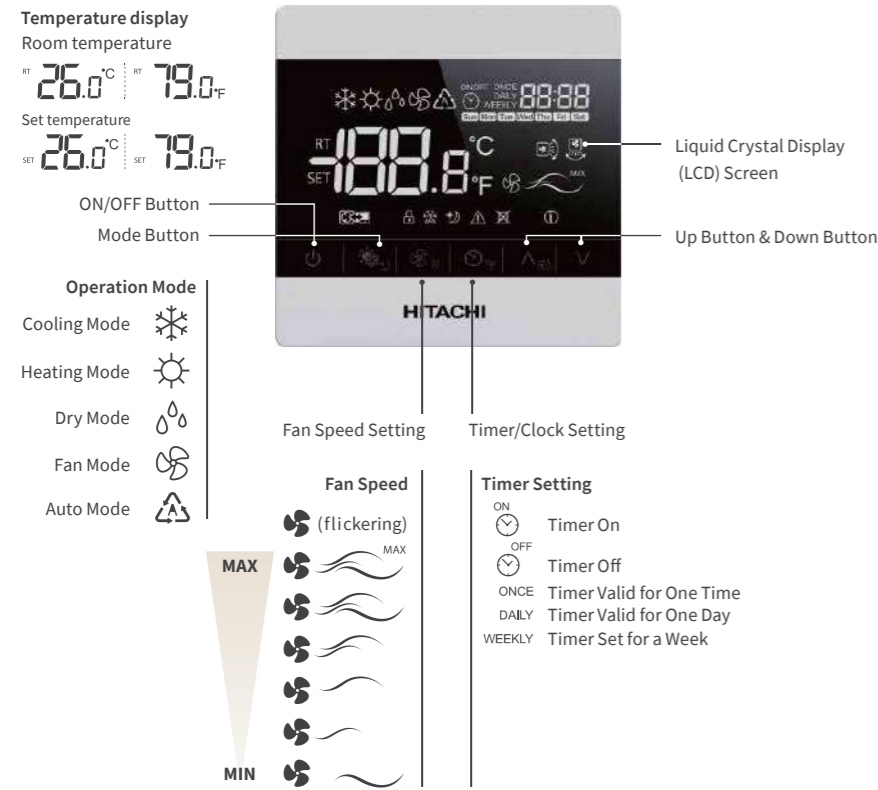 Temperature display
Room temperature
RT 26.0°C RT 79.0°F
Set temperature
SET 26.0°C SET 79.0°F
ON/OFF Button
Mode Button
ON OFF ONCE
DAILY
WEEKLY 88:88
Sun Mon Tue Wed Thu Fri Sat
RT
SET
-188.8 °C
°F
MAX
HITACHI
Liquid Crystal Display
(LCD) Screen
Up Button & Down Button
Operation Mode
Cooling Mode
Heating Mode
Dry Mode
Fan Mode
Auto Mode
A
Fan Speed Setting
Timer/Clock Setting
Fan Speed
(flickering)
MAX
MAX
MIN
Timer Setting
ON
Timer On
OFF
Timer Off
ONCE Timer Valid for One Time
DAILY Timer Valid for One Day
WEEKLY Timer Set for a Week